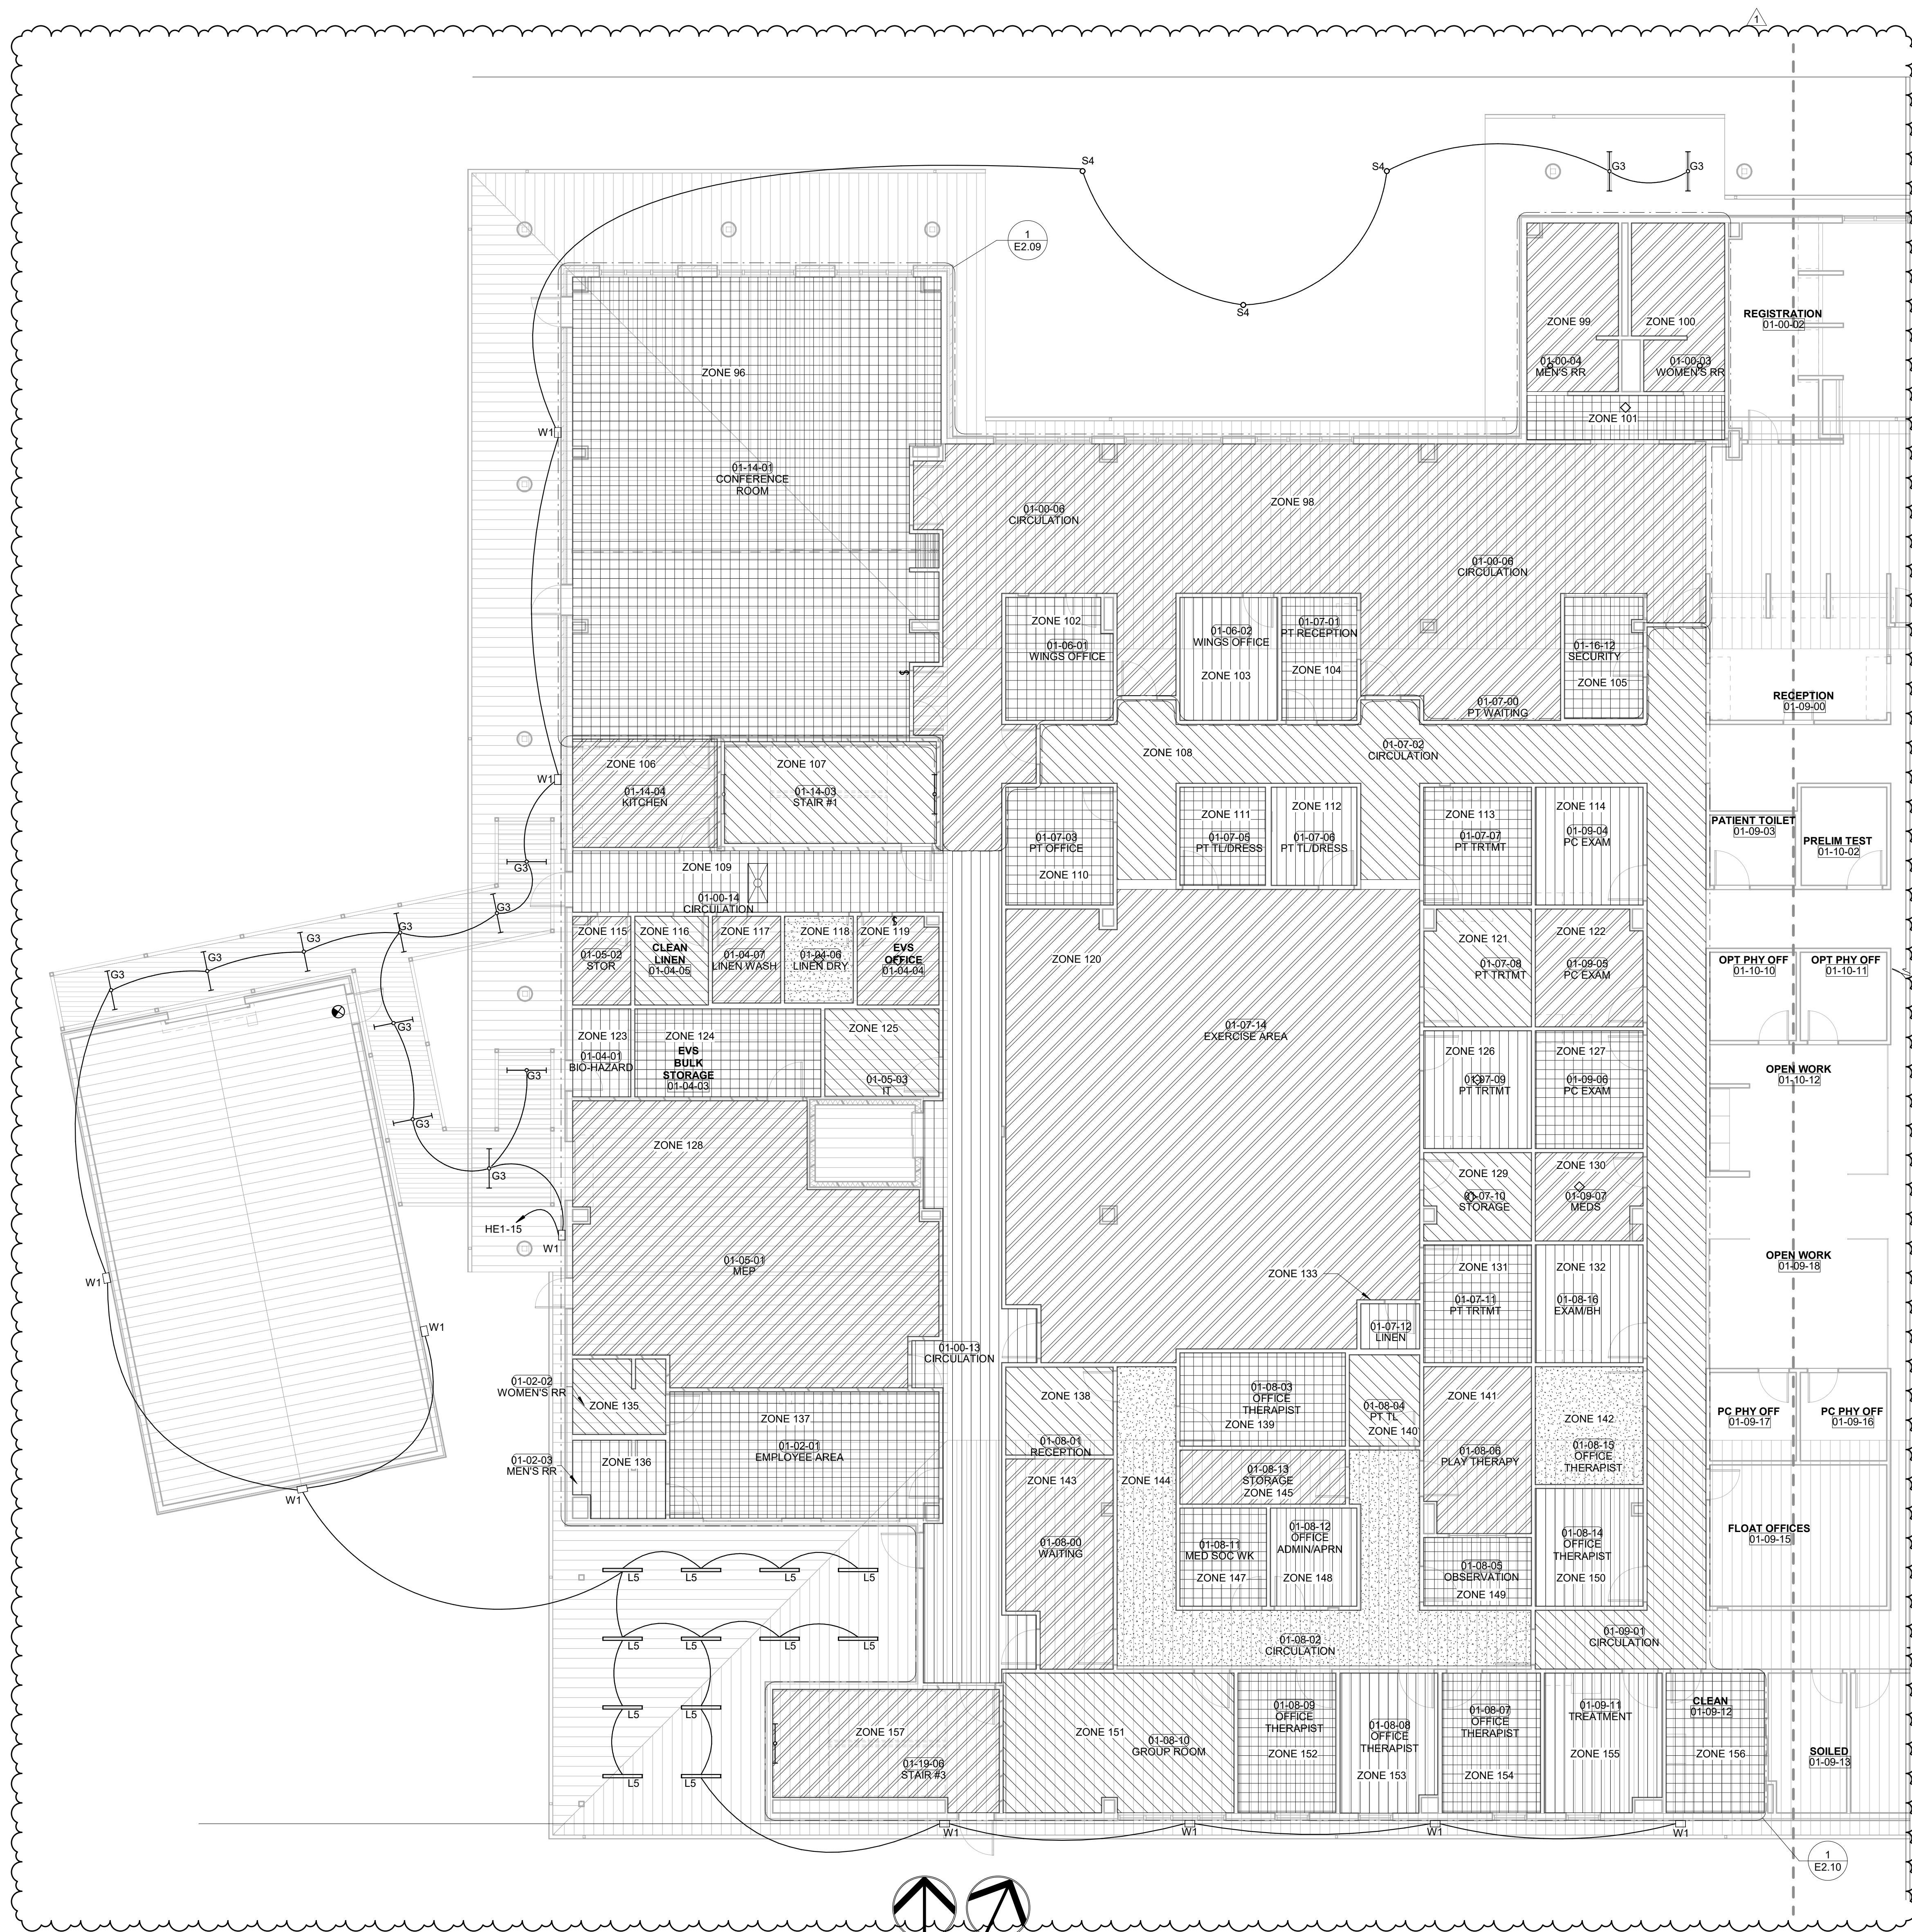 1
S4
S4
G3
G3
1
E2.09
S4
ZONE 99
ZONE 100
REGISTRATION
01-00-02
01-00-04
MEN'S RR
01-00-03
WOMEN'S RR
ZONE 101
ZONE 96
W1
01-14-01
CONFERENCE
ROOM
ZONE 98
01-00-06
CIRCULATION
01-00-06
CIRCULATION
ZONE 102
01-06-01
WINGS OFFICE
01-06-02
WINGS OFFICE
ZONE 103
01-07-01
PT RECEPTION
ZONE 104
01-16-12
SECURITY
ZONE 105
$
01-07-00
PT WAITING
RECEPTION
01-09-00
W1
ZONE 106
01-14-04
KITCHEN
ZONE 107
01-14-03
STAIR #1
ZONE 108
01-07-02
CIRCULATION
01-07-03
PT OFFICE
ZONE 110
ZONE 111
01-07-05
PT TL/DRESS
ZONE 112
01-07-06
PT TL/DRESS
ZONE 113
01-07-07
PT TRTMT
ZONE 114
01-09-04
PC EXAM
PATIENT TOILET
01-09-03
PRELIM TEST
01-10-02
G3
ZONE 109
01-00-14
CIRCULATION
G3
G3
G3
G3
G3
ZONE 115
01-05-02
STOR
ZONE 116
CLEAN
LINEN
01-04-05
ZONE 117
01-04-07
LINEN WASH
ZONE 118
01-04-06
LINEN DRY
ZONE 119
EVS
OFFICE
01-04-04
ZONE 120
01-07-14
EXERCISE AREA
ZONE 121
01-07-08
PT TRTMT
ZONE 122
01-09-05
PC EXAM
OPT PHY OFF
01-10-10
OPT PHY OFF
01-10-11
G3
G3
G3
G3
ZONE 123
01-04-01
BIO-HAZARD
ZONE 124
EVS
BULK
STORAGE
01-04-03
ZONE 125
01-05-03
IT
ZONE 126
01-07-09
PT TRTMT
ZONE 127
01-09-06
PC EXAM
OPEN WORK
01-10-12
ZONE 128
01-05-01
MEP
HE1-15
W1
W1
W1
W1
ZONE 129
01-07-10
STORAGE
ZONE 130
01-09-07
MEDS
OPEN WORK
01-09-18
ZONE 131
01-07-11
PT TRTMT
ZONE 132
01-08-16
EXAM/BH
ZONE 133
01-07-12
LINEN
01-00-13
CIRCULATION
01-02-02
WOMEN'S RR
ZONE 135
01-02-03
MEN'S RR
ZONE 136
ZONE 137
01-02-01
EMPLOYEE AREA
ZONE 138
01-08-01
RECEPTION
01-08-03
OFFICE
THERAPIST
ZONE 139
01-08-04
PT TL
ZONE 140
ZONE 141
01-08-06
PLAY THERAPY
ZONE 142
01-08-15
OFFICE
THERAPIST
PC PHY OFF
01-09-17
PC PHY OFF
01-09-16
ZONE 143
01-08-00
WAITING
ZONE 144
01-08-13
STORAGE
ZONE 145
01-08-11
MED SOC WK
ZONE 147
01-08-12
OFFICE
ADMIN/APRN
ZONE 148
01-08-05
OBSERVATION
ZONE 149
01-08-14
OFFICE
THERAPIST
ZONE 150
FLOAT OFFICES
01-09-15
L5
L5
L5
L5
L5
L5
L5
L5
L5
L5
L5
L5
01-08-02
CIRCULATION
01-09-01
CIRCULATION
ZONE 157
01-19-06
STAIR #3
ZONE 151
01-08-10
GROUP ROOM
01-08-09
OFFICE
THERAPIST
ZONE 152
01-08-08
OFFICE
THERAPIST
ZONE 153
01-08-07
OFFICE
THERAPIST
ZONE 154
01-09-11
TREATMENT
ZONE 155
CLEAN
01-09-12
ZONE 156
SOILED
01-09-13
W1
W1
W1
W1
1
E2.10